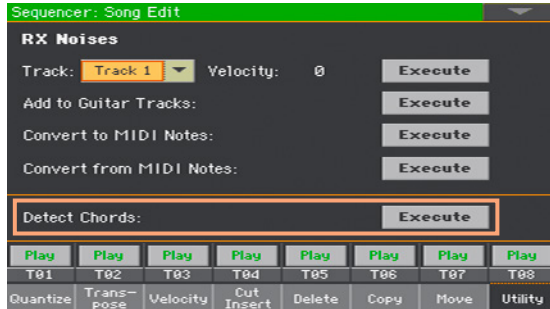 Sequencer: Song Edit
RX Noises
Track: Track 1 Velocity: 0 Execute
Add to Guitar Tracks: Execute
Convert to MIDI Notes: Execute
Convert from MIDI Notes: Execute
Detect Chords: Execute
Play Play Play Play Play Play Play Play
T01 T02 T03 T04 T05 T06 T07 T08
Quantize Trans-pose Velocity Cut Insert Delete Copy Move Utility